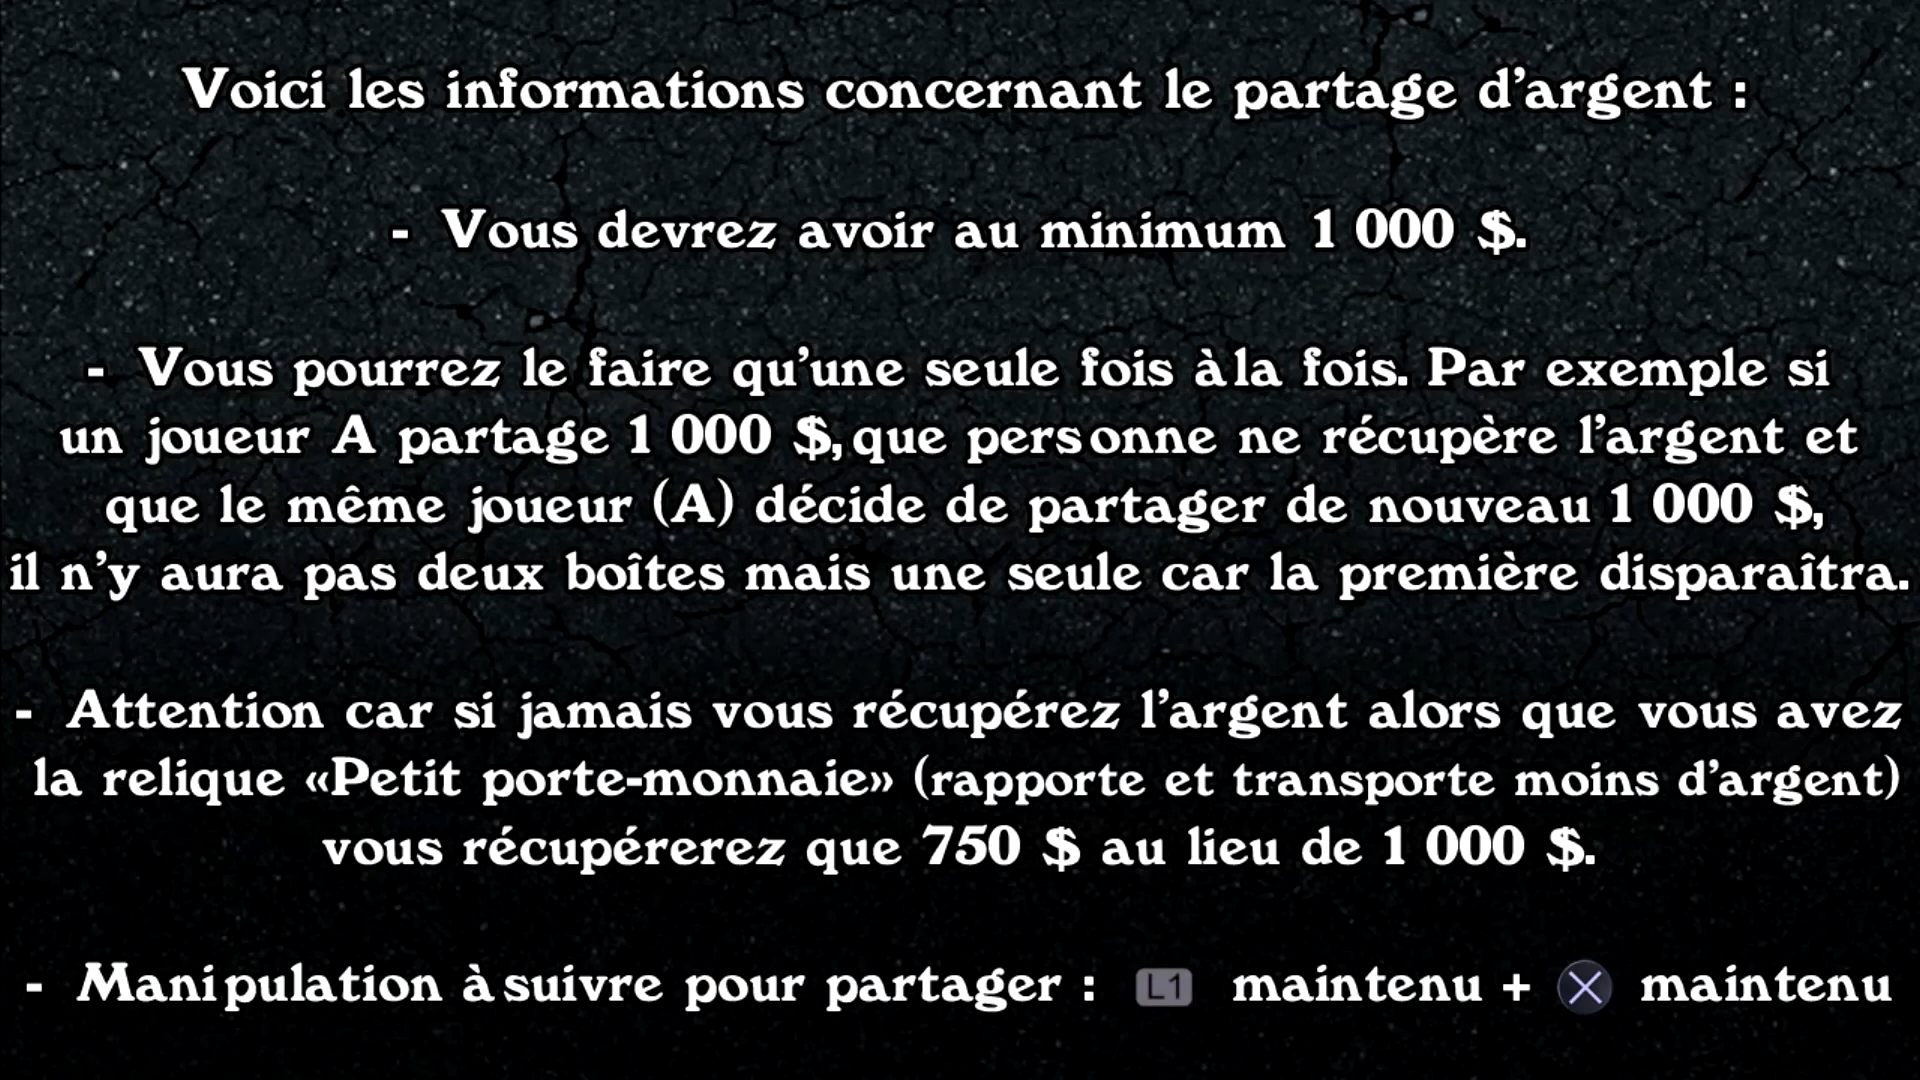 Voici les informations concernant le partage d’argent :
- Vous devrez avoir au minimum 1 000 $.
- Vous pourrez le faire qu’une seule fois à la fois. Par exemple si
un joueur A partage 1 000 $, que personne ne récupère l’argent et
que le même joueur (A) décide de partager de nouveau 1 000 $,
il n’y aura pas deux boîtes mais une seule car la première disparaîtra.
- Attention car si jamais vous récupérez l’argent alors que vous avez
la relique «Petit porte-monnaie» (rapporte et transporte moins d’argent)
vous récupérerez que 750 $ au lieu de 1 000 $.
- Manipulation à suivre pour partager : L1 maintenu + X maintenu